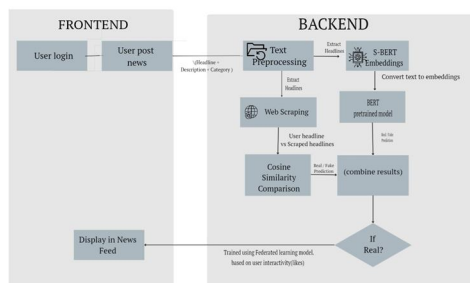 FRONTEND
BACKEND
User login
User post
news
Text
Preprocessing
Extract
Headlines
S-BERT
Embeddings
(Headline +
Description + Category )
Extract
Headlines
Convert text to embeddings
Web Scraping
BERT
pretrained model
User headline
vs Scraped headlines
Cosine
Similarity
Comparison
Real / Fake
Prediction
(combine results)
Display in News
Feed
Trained using Federated learning model.
based on user interactivity(likes)
If
Real?